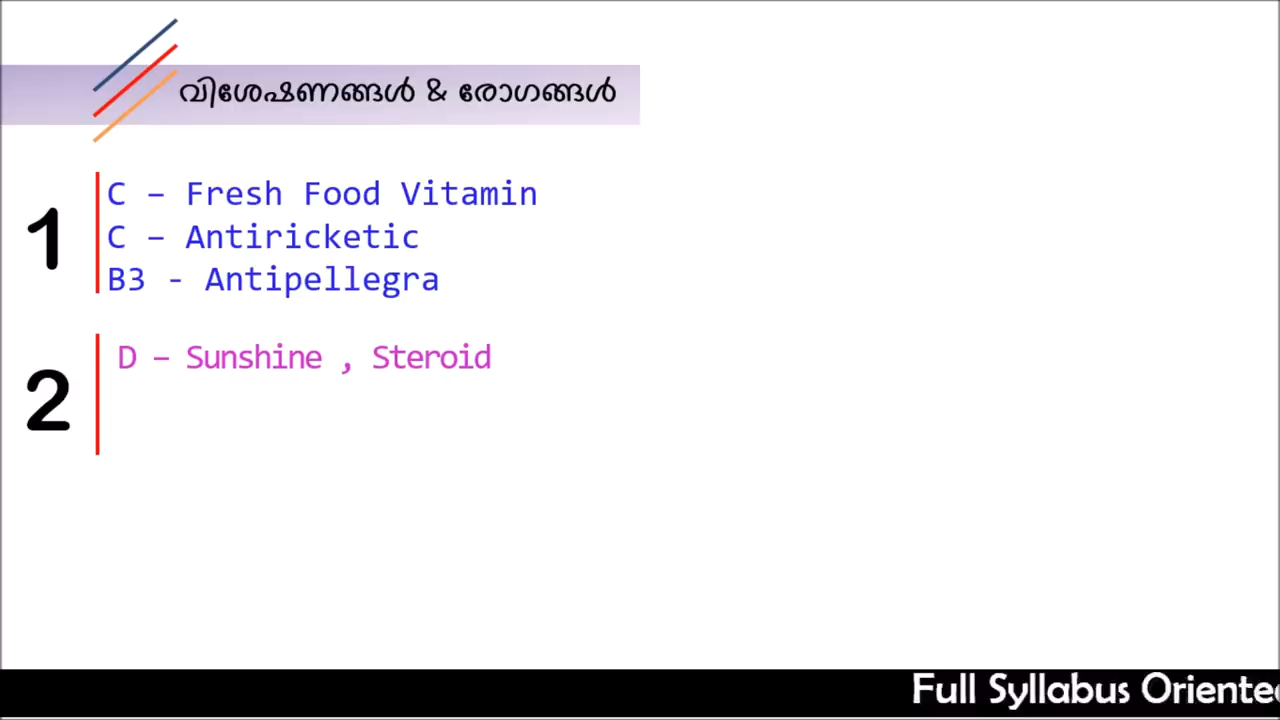 വിശേഷണങ്ങൾ & രോഗങ്ങൾ
1
C – Fresh Food Vitamin
C – Antiricketic
B3 - Antipellegra
2
D – Sunshine , Steroid
Full Syllabus Oriente